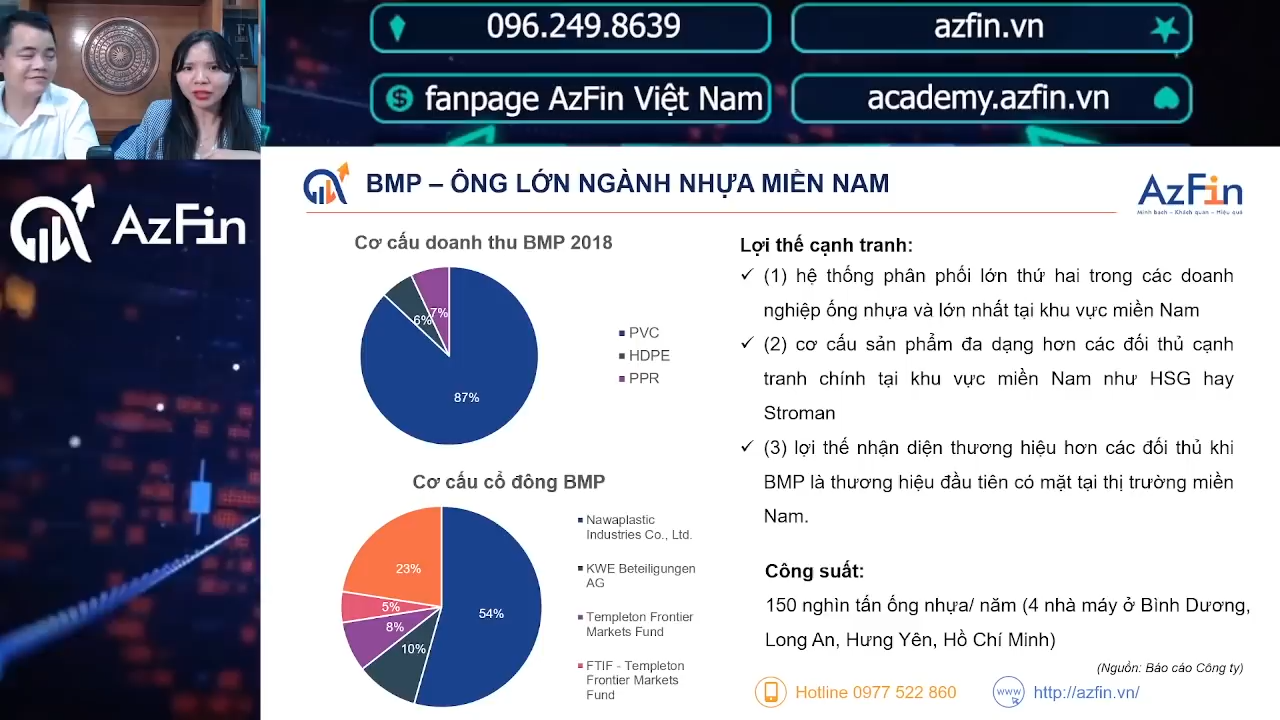 096.249.8639
azfin.vn
fanpage AzFin Việt Nam
academy.azfin.vn
AzFin
BMP – ÔNG LỚN NGÀNH NHỰA MIỀN NAM
AzFin
Minh bạch – Khách quan – Hiệu quả
Cơ cấu doanh thu BMP 2018
7%
6%
87%
PVC
HDPE
PPR
Cơ cấu cổ đông BMP
23%
5%
8%
10%
54%
Nawaplastic
Industries Co., Ltd.
KWE Beteiligungen
AG
Templeton Frontier
Markets Fund
FTIF - Templeton
Frontier Markets
Fund
Lợi thế cạnh tranh:
✓ (1) hệ thống phân phối lớn thứ hai trong các doanh
nghiệp ống nhựa và lớn nhất tại khu vực miền Nam
✓ (2) cơ cấu sản phẩm đa dạng hơn các đối thủ cạnh
tranh chính tại khu vực miền Nam như HSG hay
Stroman
✓ (3) lợi thế nhận diện thương hiệu hơn các đối thủ khi
BMP là thương hiệu đầu tiên có mặt tại thị trường miền
Nam.
Công suất:
150 nghìn tấn ống nhựa/ năm (4 nhà máy ở Bình Dương,
Long An, Hưng Yên, Hồ Chí Minh)
(Nguồn: Báo cáo Công ty)
Hotline 0977 522 860
www
http://azfin.vn/